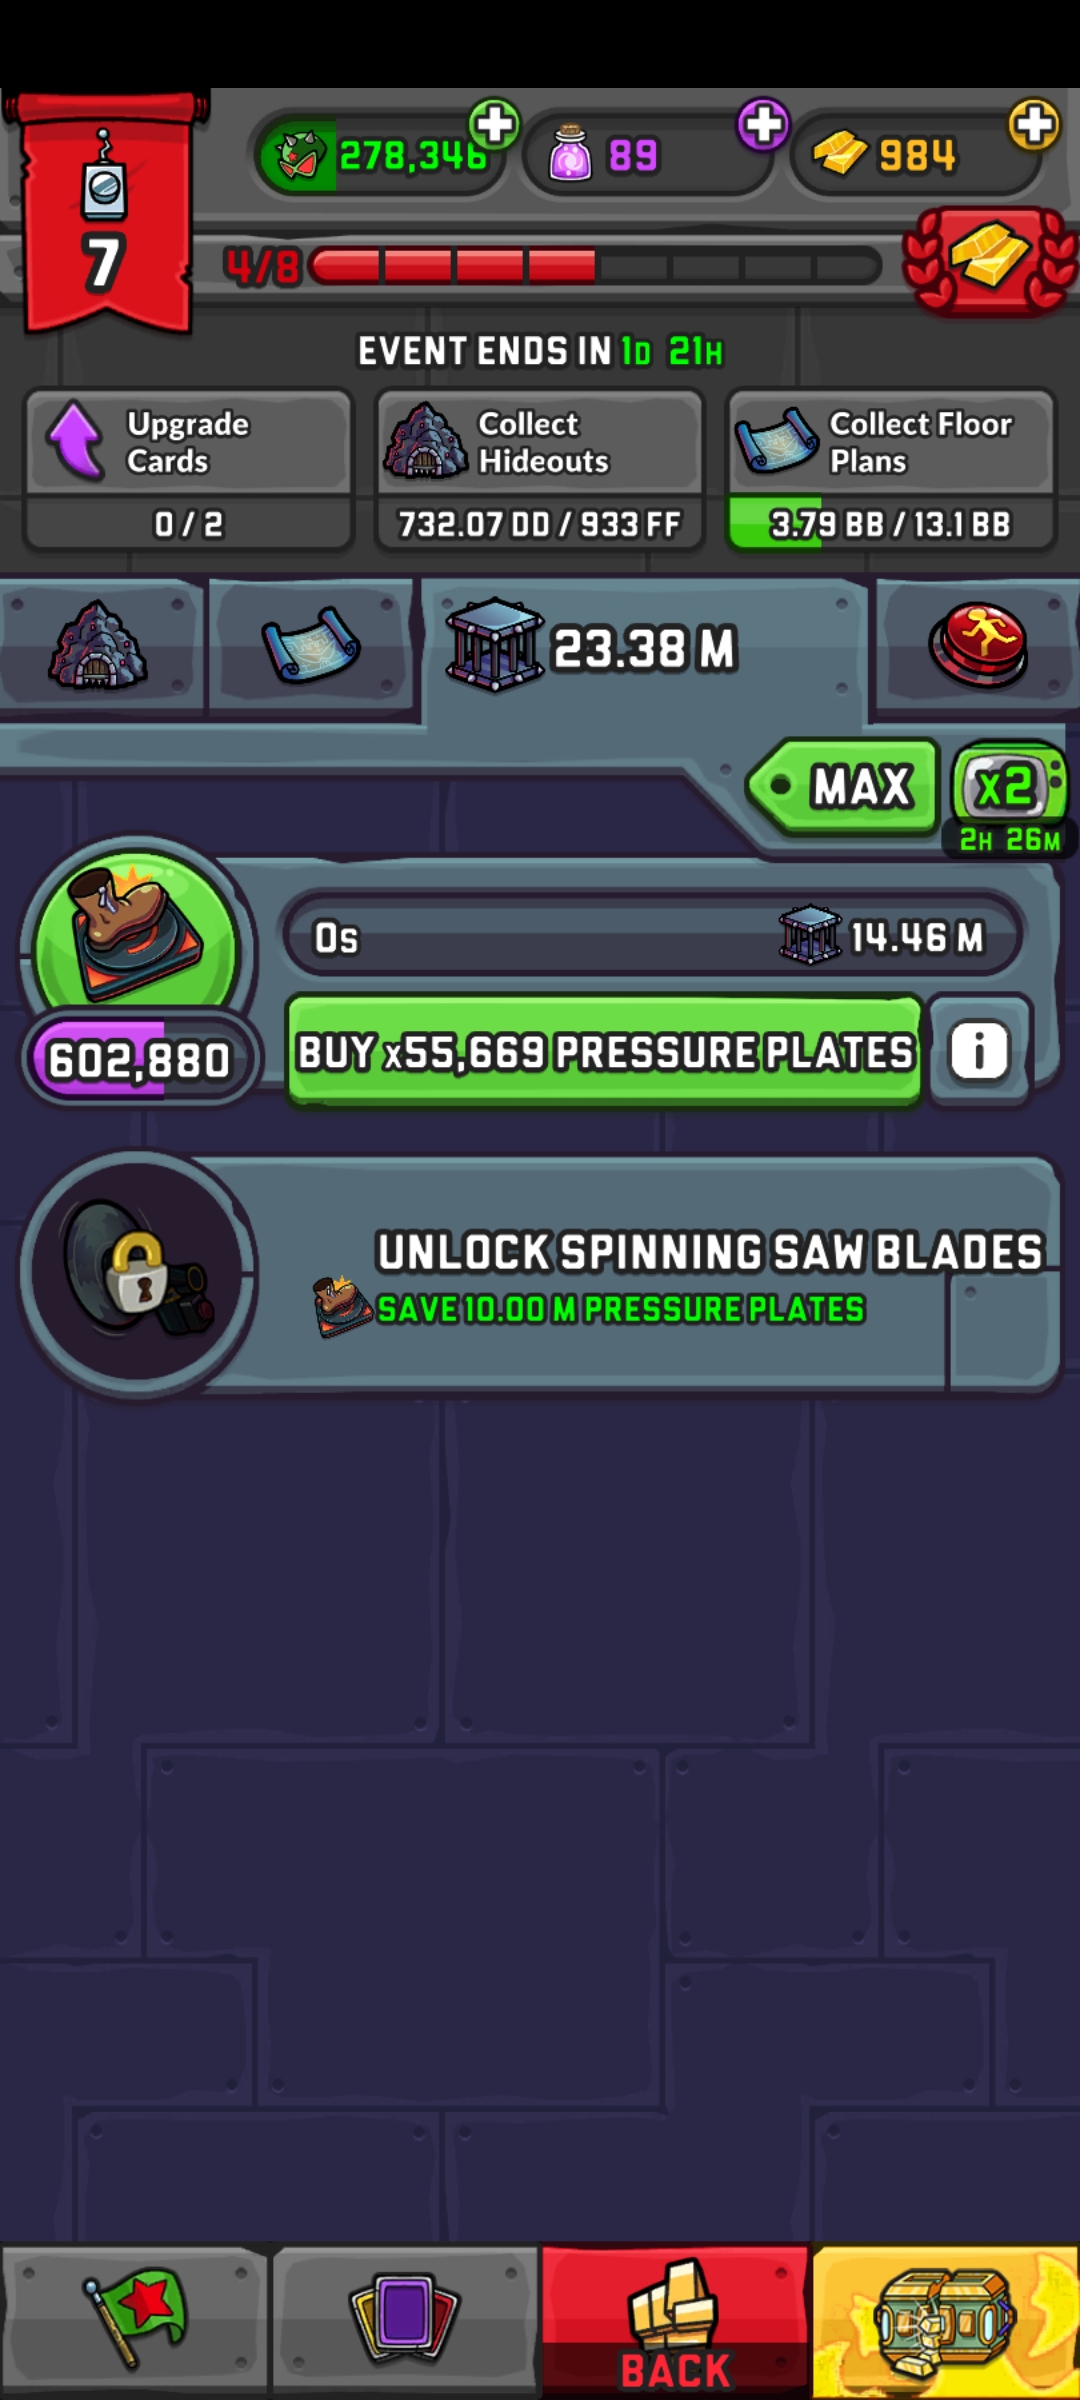 278,346
89
984
7
4/8
EVENT ENDS IN 1D 21H
Upgrade
Cards
0 / 2
Collect
Hideouts
732.07 DD / 933 FF
Collect Floor
Plans
3.79 BB / 13.1 BB
23.38 M
MAX
x2
2H 26M
0s
14.46 M
602,880
BUY x55,669 PRESSURE PLATES
i
UNLOCK SPINNING SAW BLADES
SAVE 10.00 M PRESSURE PLATES
BACK